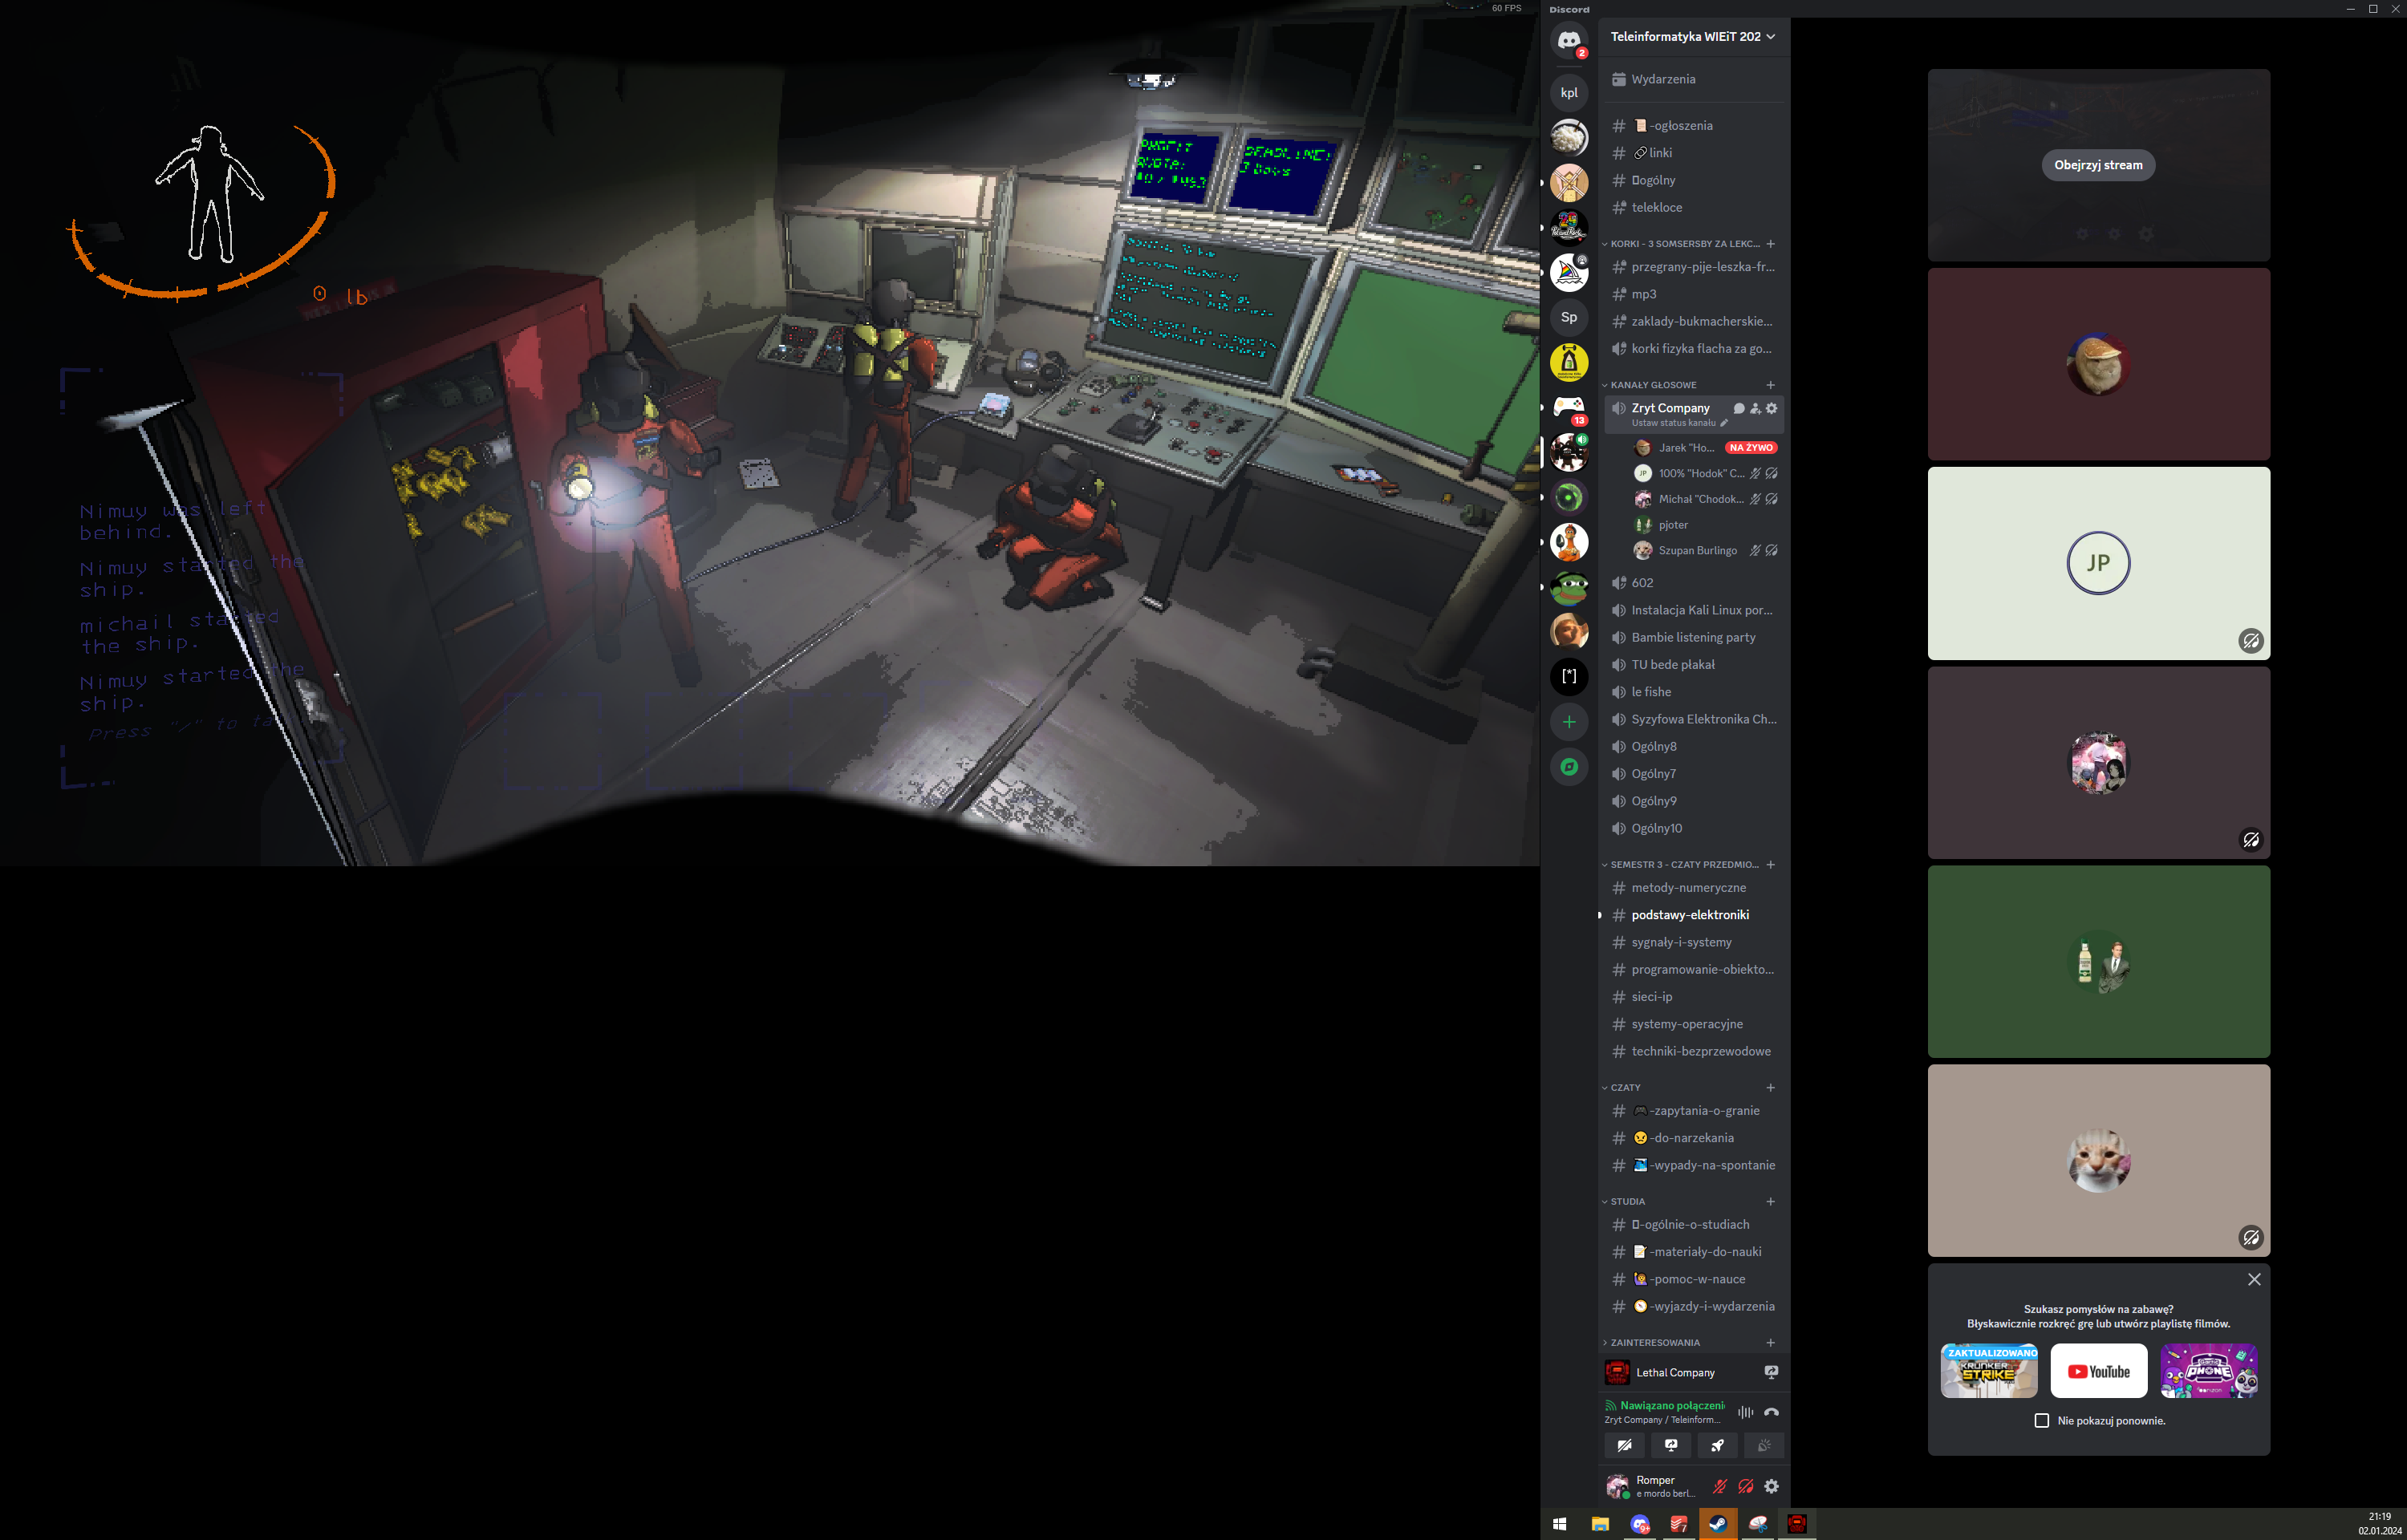 60 FPS
0 lb
PROFIT
QUOTA:
DEADLINE:
3 Days
Nimuy was left
behind.
Nimuy started the
ship.
michail started
the ship.
Nimuy started the
ship.
Press "/" to ta
Discord
2
kpl
Sp
13
[*]
Teleinformatyka WIEiT 202
Wydarzenia
-ogłoszenia
linki
ogólny
telekloce
KORKI - 3 SOMSERSBY ZA LEKC...
przegrany-pije-leszka-fr...
mp3
zaklady-bukmacherskie...
korki fizyka flacha za go...
KANAŁY GŁOSOWE
Zryt Company
Ustaw status kanału
Jarek "Ho... NA ŻYWO
JP 100% "Hodok" C...
Michał "Chodok...
pjoter
Szupan Burlingo
602
Instalacja Kali Linux por...
Bambie listening party
TU bede płakał
le fishe
Syzyfowa Elektronika Ch...
Ogólny8
Ogólny7
Ogólny9
Ogólny10
SEMESTR 3 - CZATY PRZEDMIO...
metody-numeryczne
podstawy-elektroniki
sygnały-i-systemy
programowanie-obiekto...
sieci-ip
systemy-operacyjne
techniki-bezprzewodowe
CZATY
-zapytania-o-granie
-do-narzekania
-wypady-na-spontanie
STUDIA
-ogólnie-o-studiach
-materiały-do-nauki
-pomoc-w-nauce
-wyjazdy-i-wydarzenia
ZAINTERESOWANIA
Lethal Company
Nawiązano połączeni
Zryt Company / Teleinform...
Romper
e mordo berl...
Obejrzyj stream
JP
Szukasz pomysłów na zabawę?
Błyskawicznie rozkręć grę lub utwórz playlistę filmów.
ZAKTUALIZOWANO
KRUNKER
STRIKE
YouTube
PHONE
Nie pokazuj ponownie.
9+
7
21:19
02.01.2024